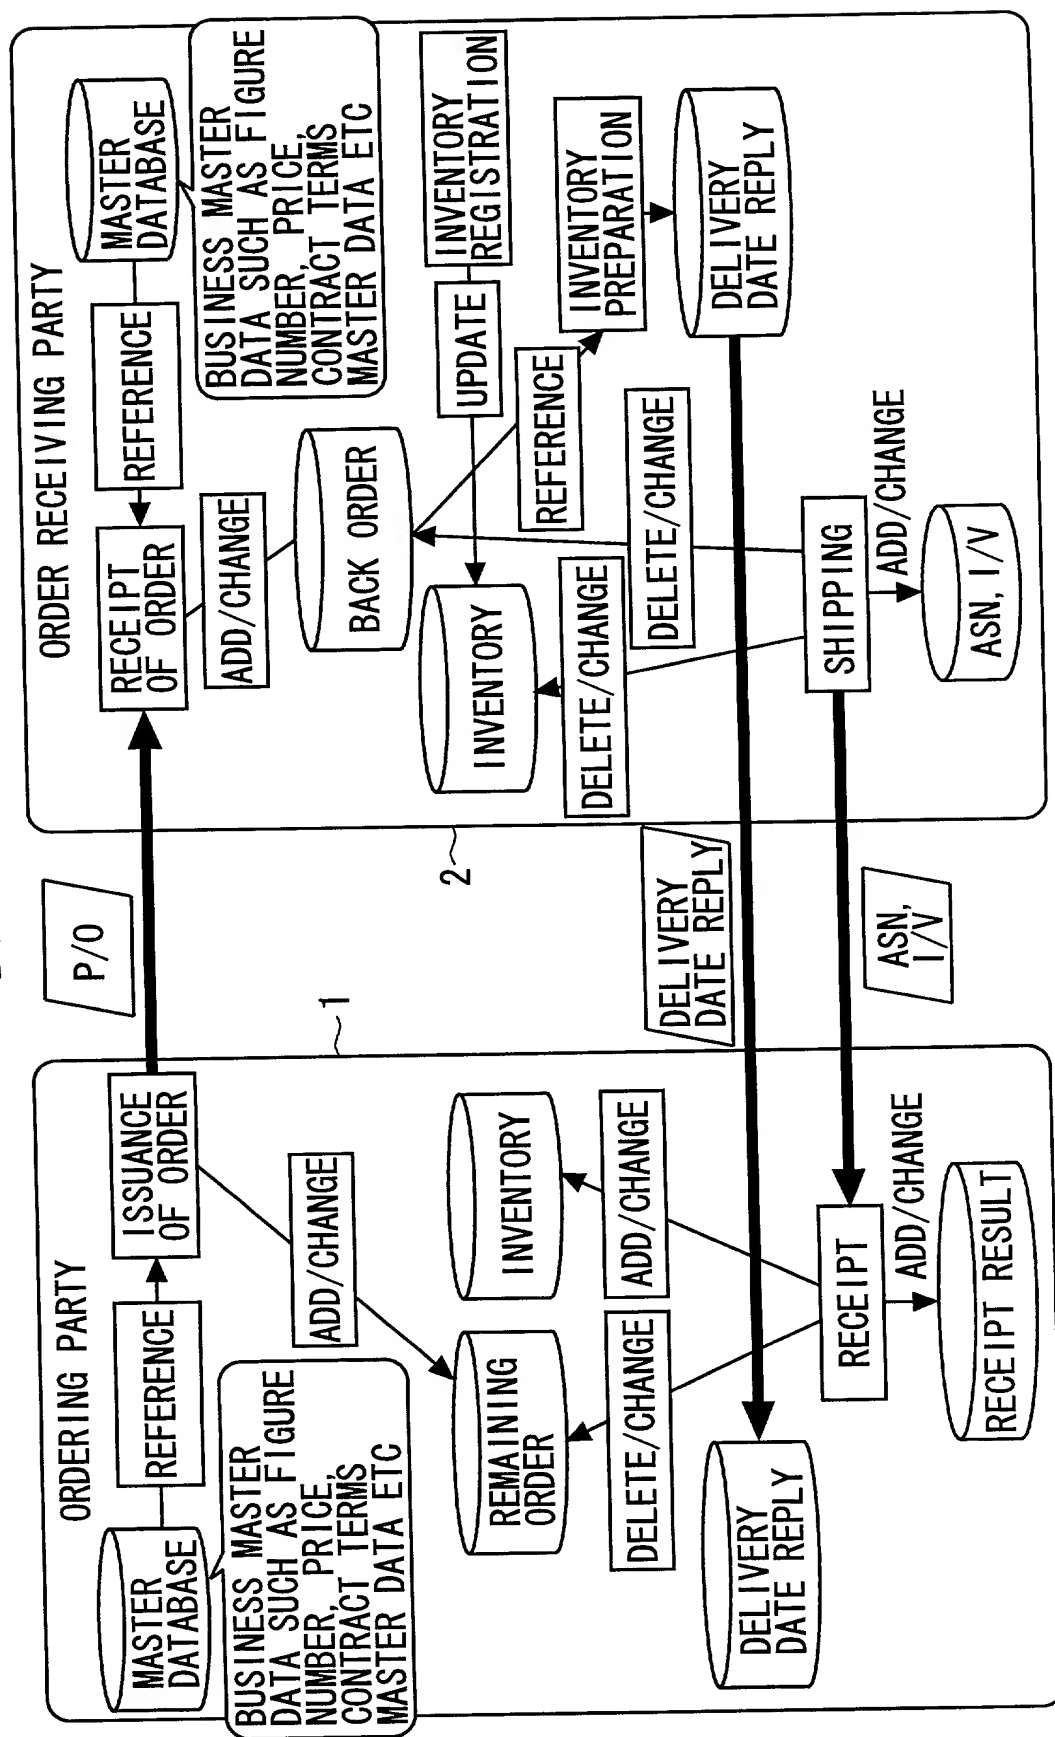 ORDERING PARTY
MASTER
DATABASE
REFERENCE
ISSUANCE
OF ORDER
BUSINESS MASTER
DATA SUCH AS FIGURE
NUMBER, PRICE,
CONTRACT TERMS
MASTER DATA ETC
ADD/CHANGE
REMAINING
ORDER
INVENTORY
DELETE/CHANGE
ADD/CHANGE
DELIVERY
DATE REPLY
RECEIPT
ADD/CHANGE
RECEIPT RESULT
1
P/O
2
DELIVERY
DATE REPLY
ASN,
I/V
ORDER RECEIVING PARTY
RECEIPT
OF ORDER
REFERENCE
MASTER
DATABASE
BUSINESS MASTER
DATA SUCH AS FIGURE
NUMBER, PRICE,
CONTRACT TERMS
MASTER DATA ETC
ADD/CHANGE
BACK ORDER
INVENTORY
UPDATE
INVENTORY
REGISTRATION
REFERENCE
INVENTORY
PREPARATION
DELETE/CHANGE
DELETE/CHANGE
DELIVERY
DATE REPLY
SHIPPING
ADD/CHANGE
ASN, I/V